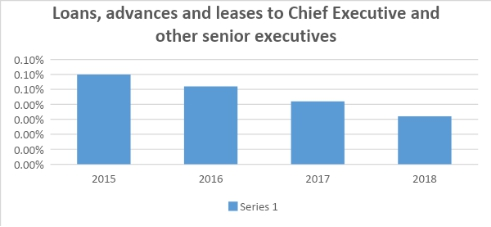 Loans, advances and leases to Chief Executive and
other senior executives
0.10%
0.10%
0.10%
0.00%
0.00%
0.00%
0.00%
0.00%
2015 2016 2017 2018
Series 1